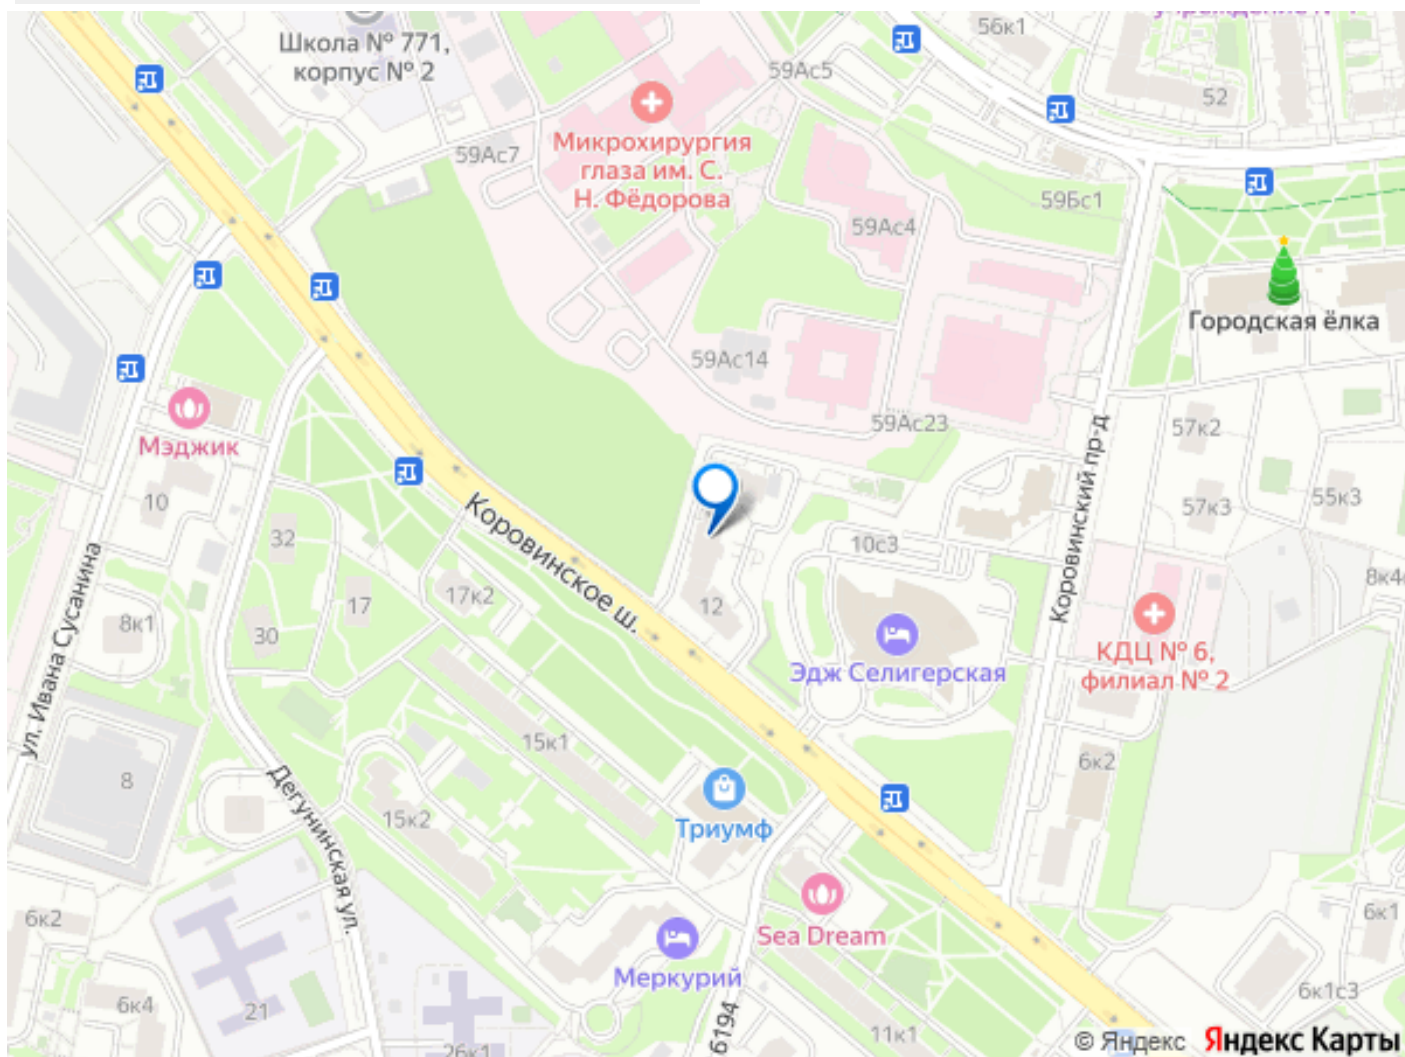 56к1
Школа № 771,
корпус № 2
59Ас5
52
Микрохирургия
глаза им. С.
Н. Фёдорова
59Ас7
59Бс1
59Ас4
Городская ёлка
59Ас14
59Ас23
Мэджик
57к2
Коровинский пр-д
10
57к3
55к3
Коровинское ш.
32
10с3
8к4
17к2
17
12
ул. Ивана Сусанина
8к1
30
Эдж Селигерская
КДЦ № 6,
филиал № 2
15к1
6к2
8
Дегунинская ул.
15к2
Триумф
6к2
Sea Dream
6к1
Меркурий
6к4
21
6194
11к1
6к1с3
26к1
© Яндекс Яндекс Карты